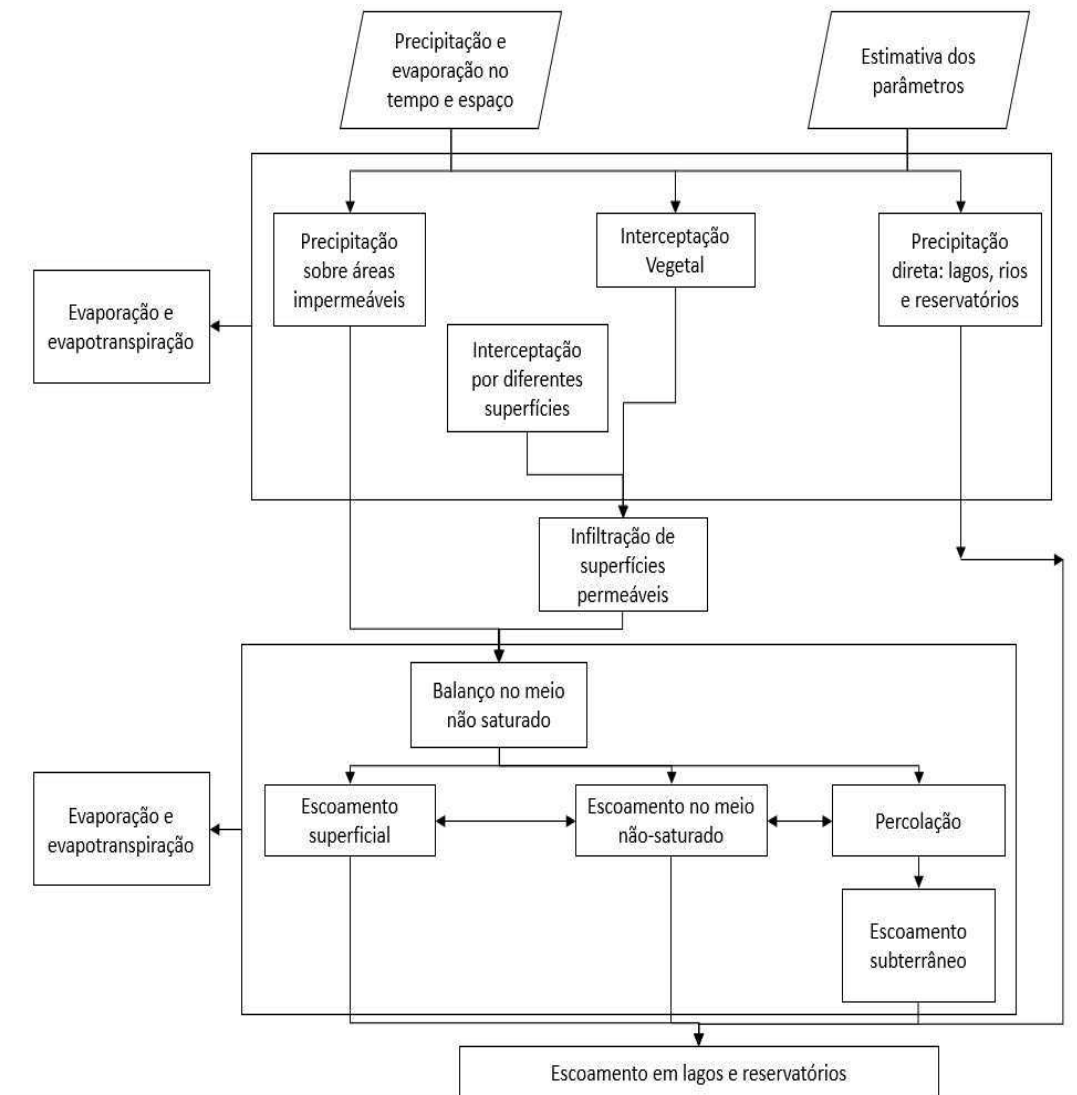 Precipitação e
evaporação no
tempo e espaço
Estimativa dos
parâmetros
Precipitação
sobre áreas
impermeáveis
Interceptação
Vegetal
Precipitação
direta: lagos, rios
e reservatórios
Evaporação e
evapotranspiração
Interceptação
por diferentes
superfícies
Infiltração de
superfícies
permeáveis
Balanço no meio
não saturado
Evaporação e
evapotranspiração
Escoamento
superficial
Escoamento no meio
não-saturado
Percolação
Escoamento
subterrâneo
Escoamento em lagos e reservatórios